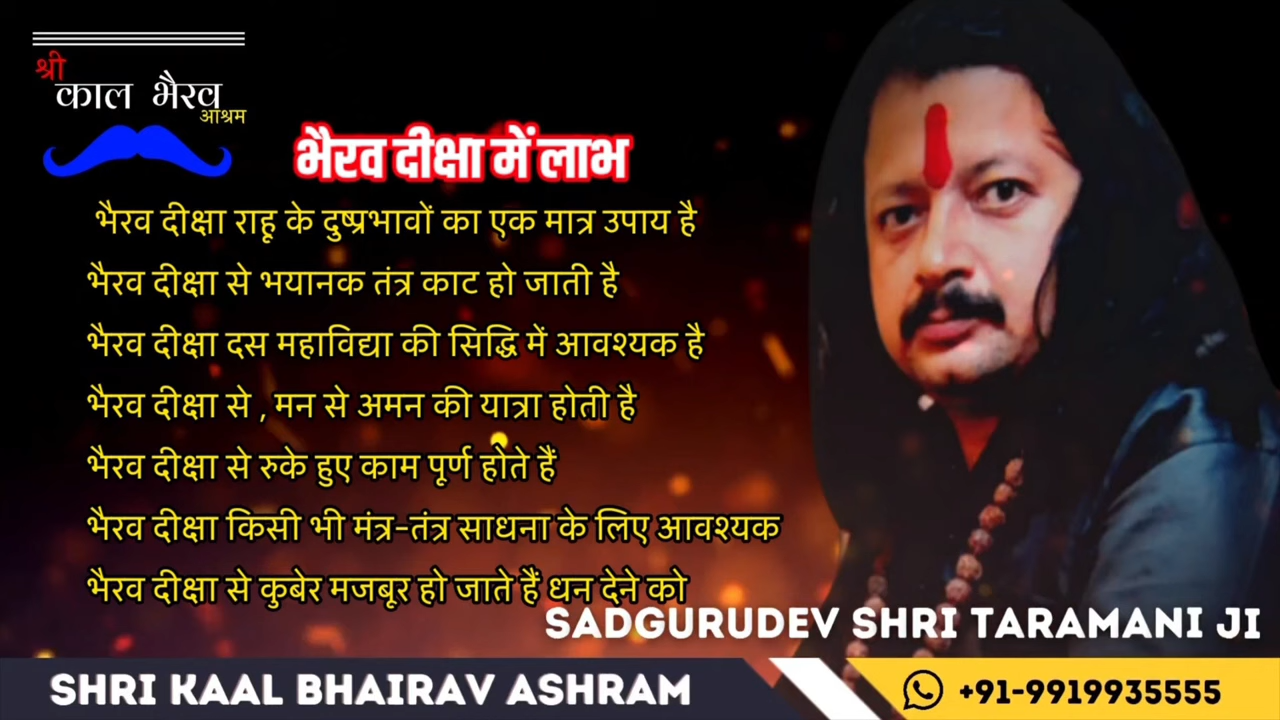 श्री
काल भैरव
आश्रम
भैरव दीक्षा में लाभ
भैरव दीक्षा राहू के दुष्प्रभावों का एक मात्र उपाय है
भैरव दीक्षा से भयानक तंत्र काट हो जाती है
भैरव दीक्षा दस महाविद्या की सिद्धि में आवश्यक है
भैरव दीक्षा से , मन से अमन की यात्रा होती है
भैरव दीक्षा से रुके हुए काम पूर्ण होते हैं
भैरव दीक्षा किसी भी मंत्र-तंत्र साधना के लिए आवश्यक
भैरव दीक्षा से कुबेर मजबूर हो जाते हैं धन देने को
SADGURUDEV SHRI TARAMANI JI
SHRI KAAL BHAIRAV ASHRAM
+91-9919935555